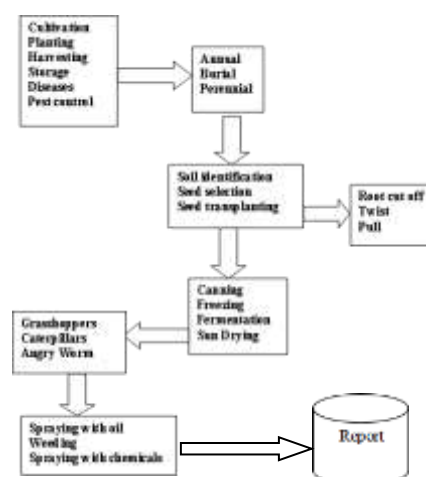 Cultivation
Planting
Harvesting
Storage
Diseases
Pest control
Annual
Burial
Perennial
Soil identification
Seed selection
Seed transplanting
Root cut off
Twist
Pull
Canning
Freezing
Fermentation
Sun Drying
Grasshoppers
Caterpillars
Angry Worm
Spraying with oil
Weeding
Spraying with chemicals
Report